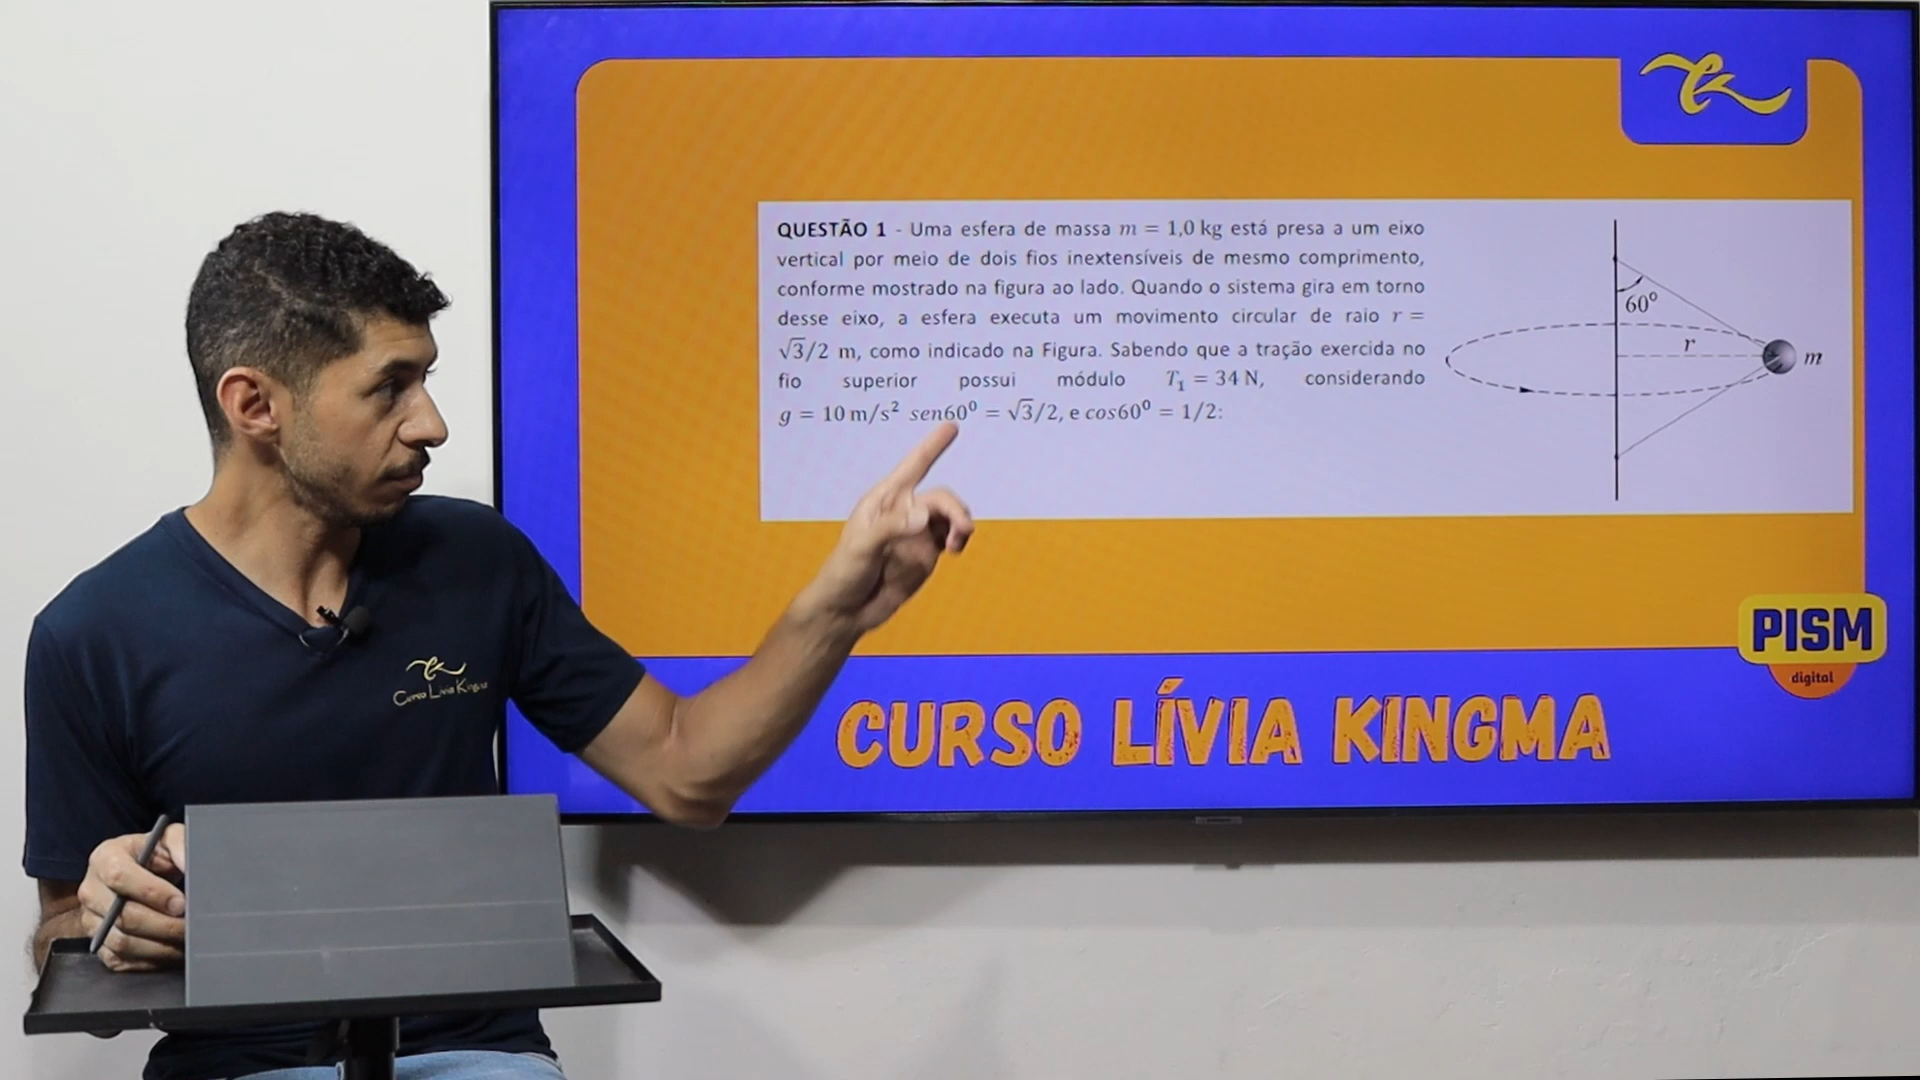 QUESTÃO 1 - Uma esfera de massa m = 1,0 kg está presa a um eixo
vertical por meio de dois fios inextensíveis de mesmo comprimento,
conforme mostrado na figura ao lado. Quando o sistema gira em torno
desse eixo, a esfera executa um movimento circular de raio r =
√3/2 m, como indicado na Figura. Sabendo que a tração exercida no
fio superior possui módulo T₁ = 34 N, considerando
g = 10 m/s² sen60⁰ = √3/2, e cos60⁰ = 1/2:
60⁰
r
m
PISM
digital
CURSO LÍVIA KINGMA
Curso Lívia Kingma